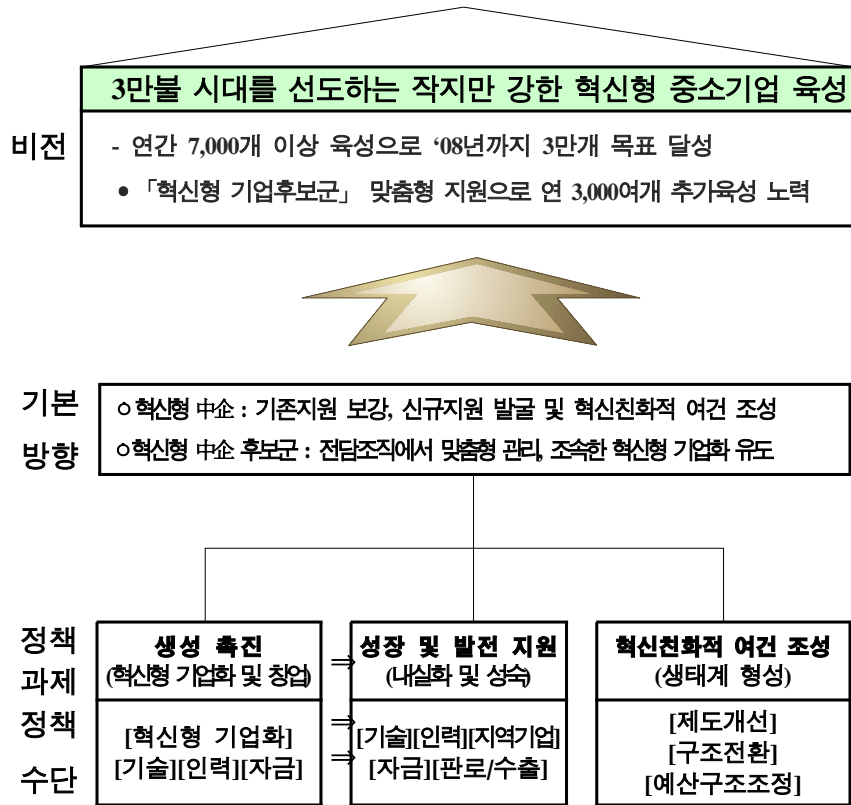 3만불 시대를 선도하는 작지만 강한 혁신형 중소기업 육성
비전
- 연간 7,000개 이상 육성으로 ‘08년까지 3만개 목표 달성
• 「혁신형 기업후보군」 맞춤형 지원으로 연 3,000여개 추가육성 노력
기본
방향
○혁신형 中企 : 기존지원 보강, 신규지원 발굴 및 혁신친화적 여건 조성
○혁신형 中企 후보군 : 전담조직에서 맞춤형 관리, 조속한 혁신형 기업화 유도
정책
과제
생성 촉진
(혁신형 기업화 및 창업)
⇒
성장 및 발전 지원
(내실화 및 성숙)
혁신친화적 여건 조성
(생태계 형성)
정책
수단
[혁신형 기업화]
[기술][인력][자금]
⇒
⇒
[기술][인력][지역기업]
[자금][판로/수출]
[제도개선]
[구조전환]
[예산구조조정]